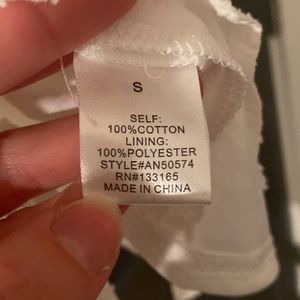 S
SELF:
100%COTTON
LINING:
100%POLYESTER
STYLE#AN50574
RN#133165
MADE IN CHINA